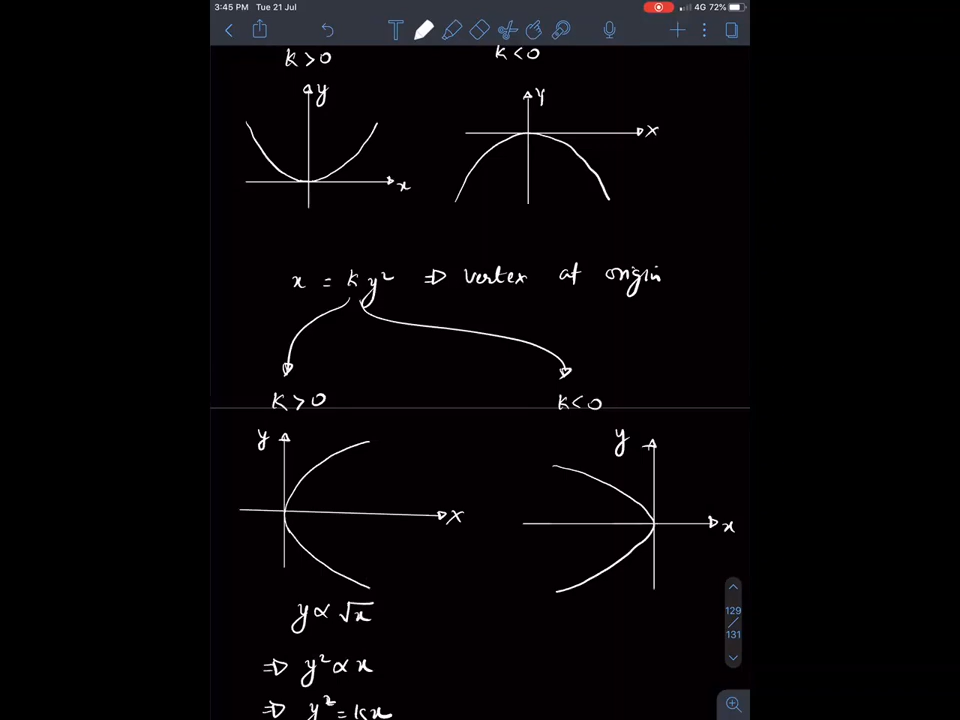 3:45 PM Tue 21 Jul 4G 72%
T
K > 0 K < 0
y x y x
x = k y² ⇒ vertex at origin
K > 0 K < 0
y x y x
y ∝ √x
⇒ y² ∝ x
⇒ y² = kx
129 / 131